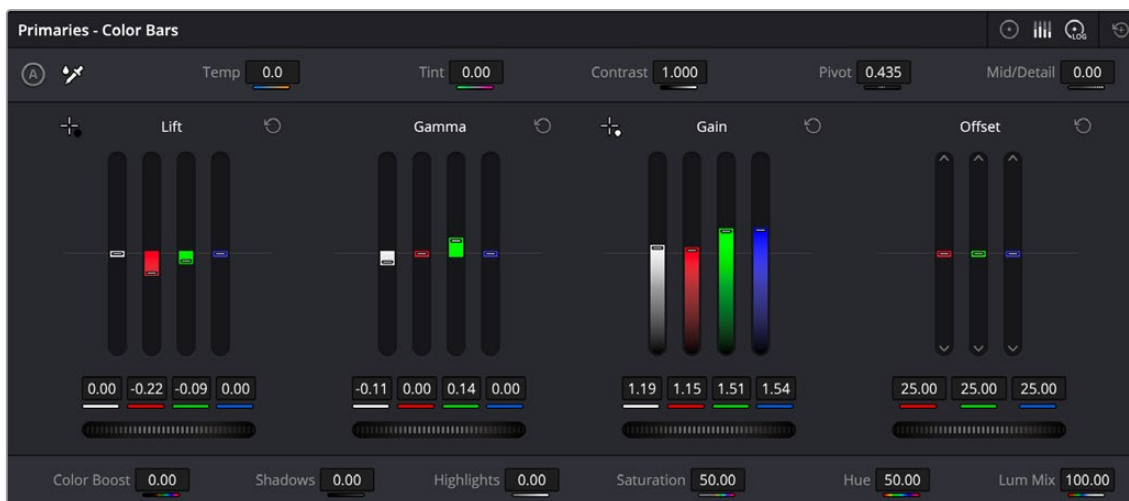 Primaries - Color Bars
LOG
A Temp 0.0 Tint 0.00 Contrast 1.000 Pivot 0.435 Mid/Detail 0.00
Lift Gamma Gain Offset
0.00 -0.22 -0.09 0.00 -0.11 0.00 0.14 0.00 1.19 1.15 1.51 1.54 25.00 25.00 25.00
Color Boost 0.00 Shadows 0.00 Highlights 0.00 Saturation 50.00 Hue 50.00 Lum Mix 100.00